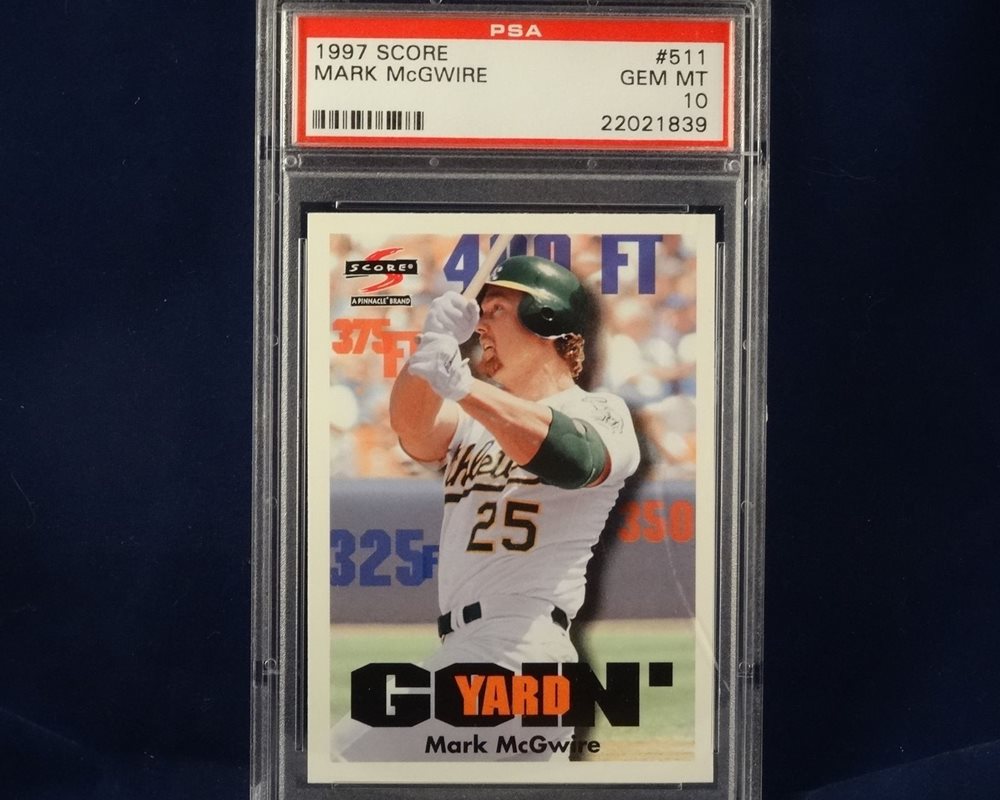 PSA
1997 SCORE #511
MARK McGWIRE GEM MT
10
22021839
400 FT
SCORE®
A PINNACLE® BRAND
375 FT
Athletics
25
350
325 F
GOIN'
YARD
Mark McGwire